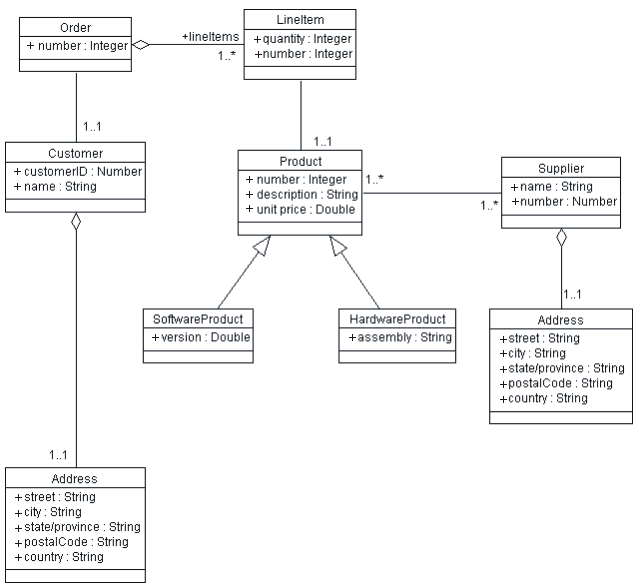 Order
+ number : Integer
+lineItems
1..*
LineItem
+quantity : Integer
+number : Integer
1..1
1..1
Customer
+ customerID : Number
+ name : String
Product
+ number : Integer
+ description : String
+ unit price : Double
1..*
1..*
Supplier
+ name : String
+ number : Number
SoftwareProduct
+ version : Double
HardwareProduct
+ assembly : String
1..1
Address
+ street : String
+ city : String
+ state/province : String
+ postalCode : String
+ country : String
1..1
Address
+ street : String
+ city : String
+ state/province : String
+ postalCode : String
+ country : String